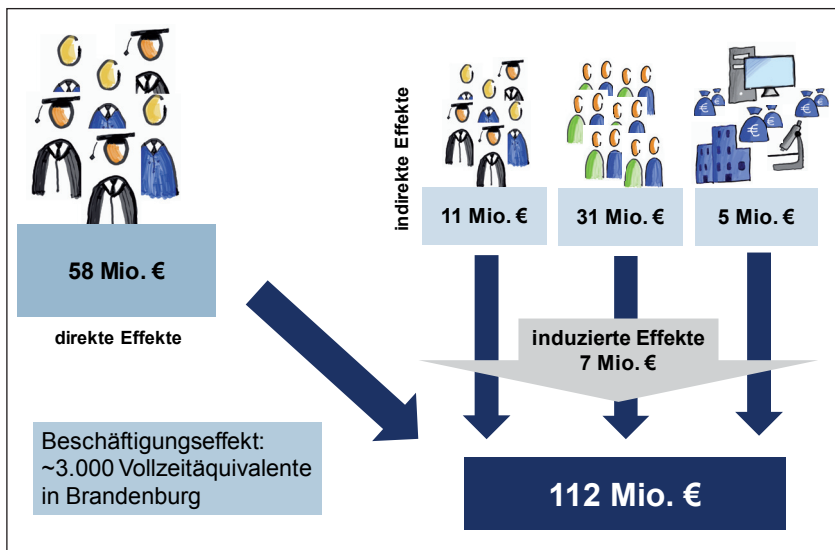 indirekte Effekte
11 Mio. €
31 Mio. €
5 Mio. €
58 Mio. €
direkte Effekte
induzierte Effekte
7 Mio. €
Beschäftigungseffekt:
~3.000 Vollzeitäquivalente
in Brandenburg
112 Mio. €
€
€
€
€
€